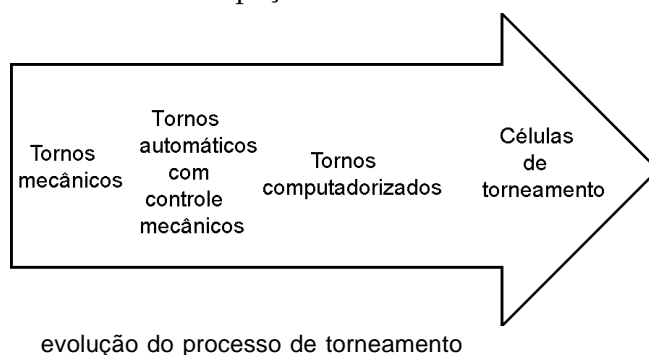 Tornos
mecânicos
Tornos
automáticos
com
controle
mecânicos
Tornos
computadorizados
Células
de
torneamento
evolução do processo de torneamento